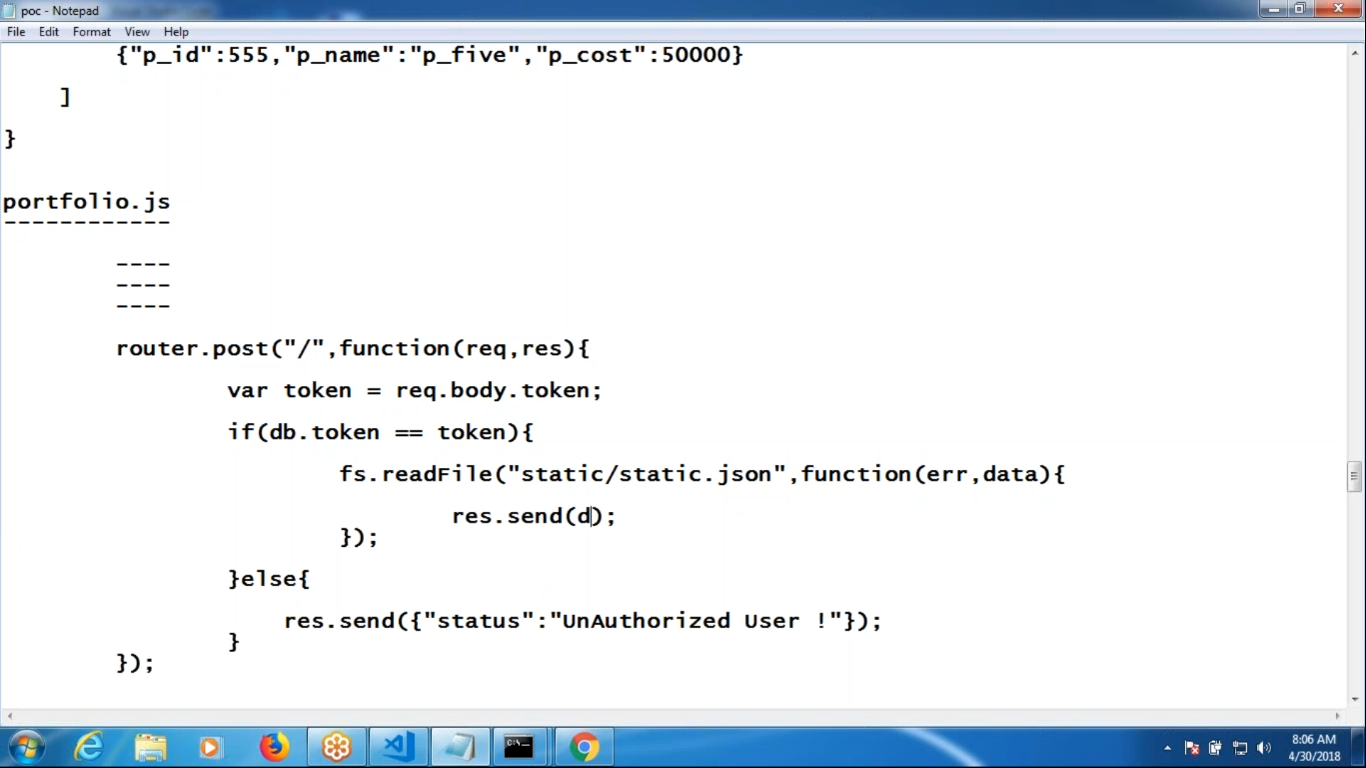 poc - Notepad
File Edit Format View Help
{"p_id":555,"p_name":"p_five","p_cost":50000}
]
}
portfolio.js
------------
----
----
----
router.post("/",function(req,res){
var token = req.body.token;
if(db.token == token){
fs.readFile("static/static.json",function(err,data){
res.send(d);
});
}else{
res.send({"status":"UnAuthorized User !"});
}
});
8:06 AM
4/30/2018